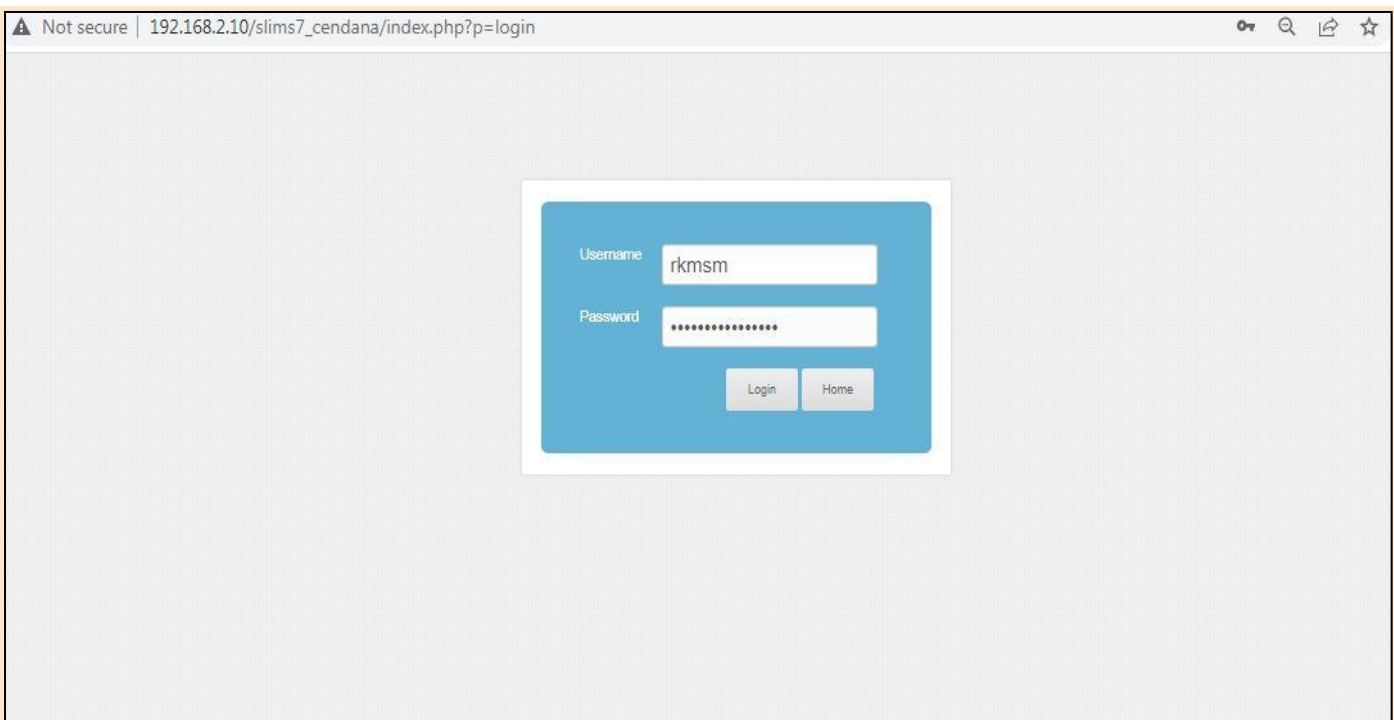 Not secure | 192.168.2.10/slims7_cendana/index.php?p=login
Username rkmsm
Password ••••••••••••••••
Login Home